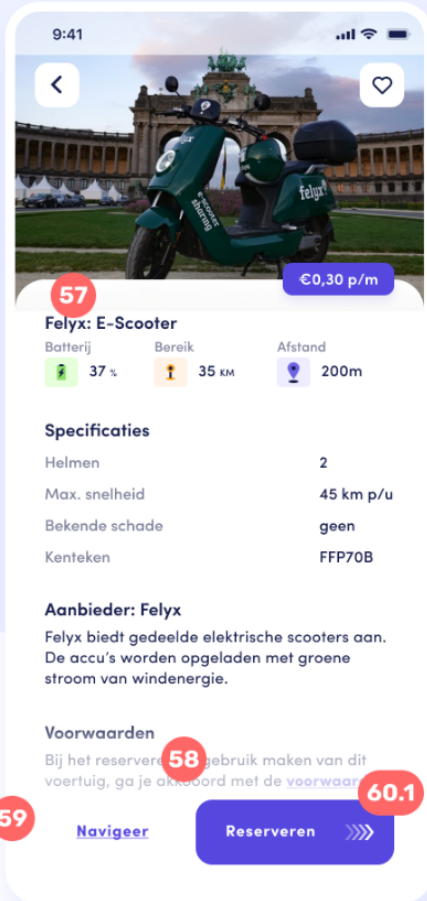 9:41
felyx
e-scooter
sharing
felyx
€0,30 p/m
57
Felyx: E-Scooter
Batterij Bereik Afstand
37 % 35 KM 200m
Specificaties
Helmen 2
Max. snelheid 45 km p/u
Bekende schade geen
Kenteken FFP70B
Aanbieder: Felyx
Felyx biedt gedeelde elektrische scooters aan.
De accu's worden opgeladen met groene
stroom van windenergie.
Voorwaarden
58
Bij het gebruik maken van dit
voertuig, ga je akkoord met de
60.1
59
Navigeer Reserveren